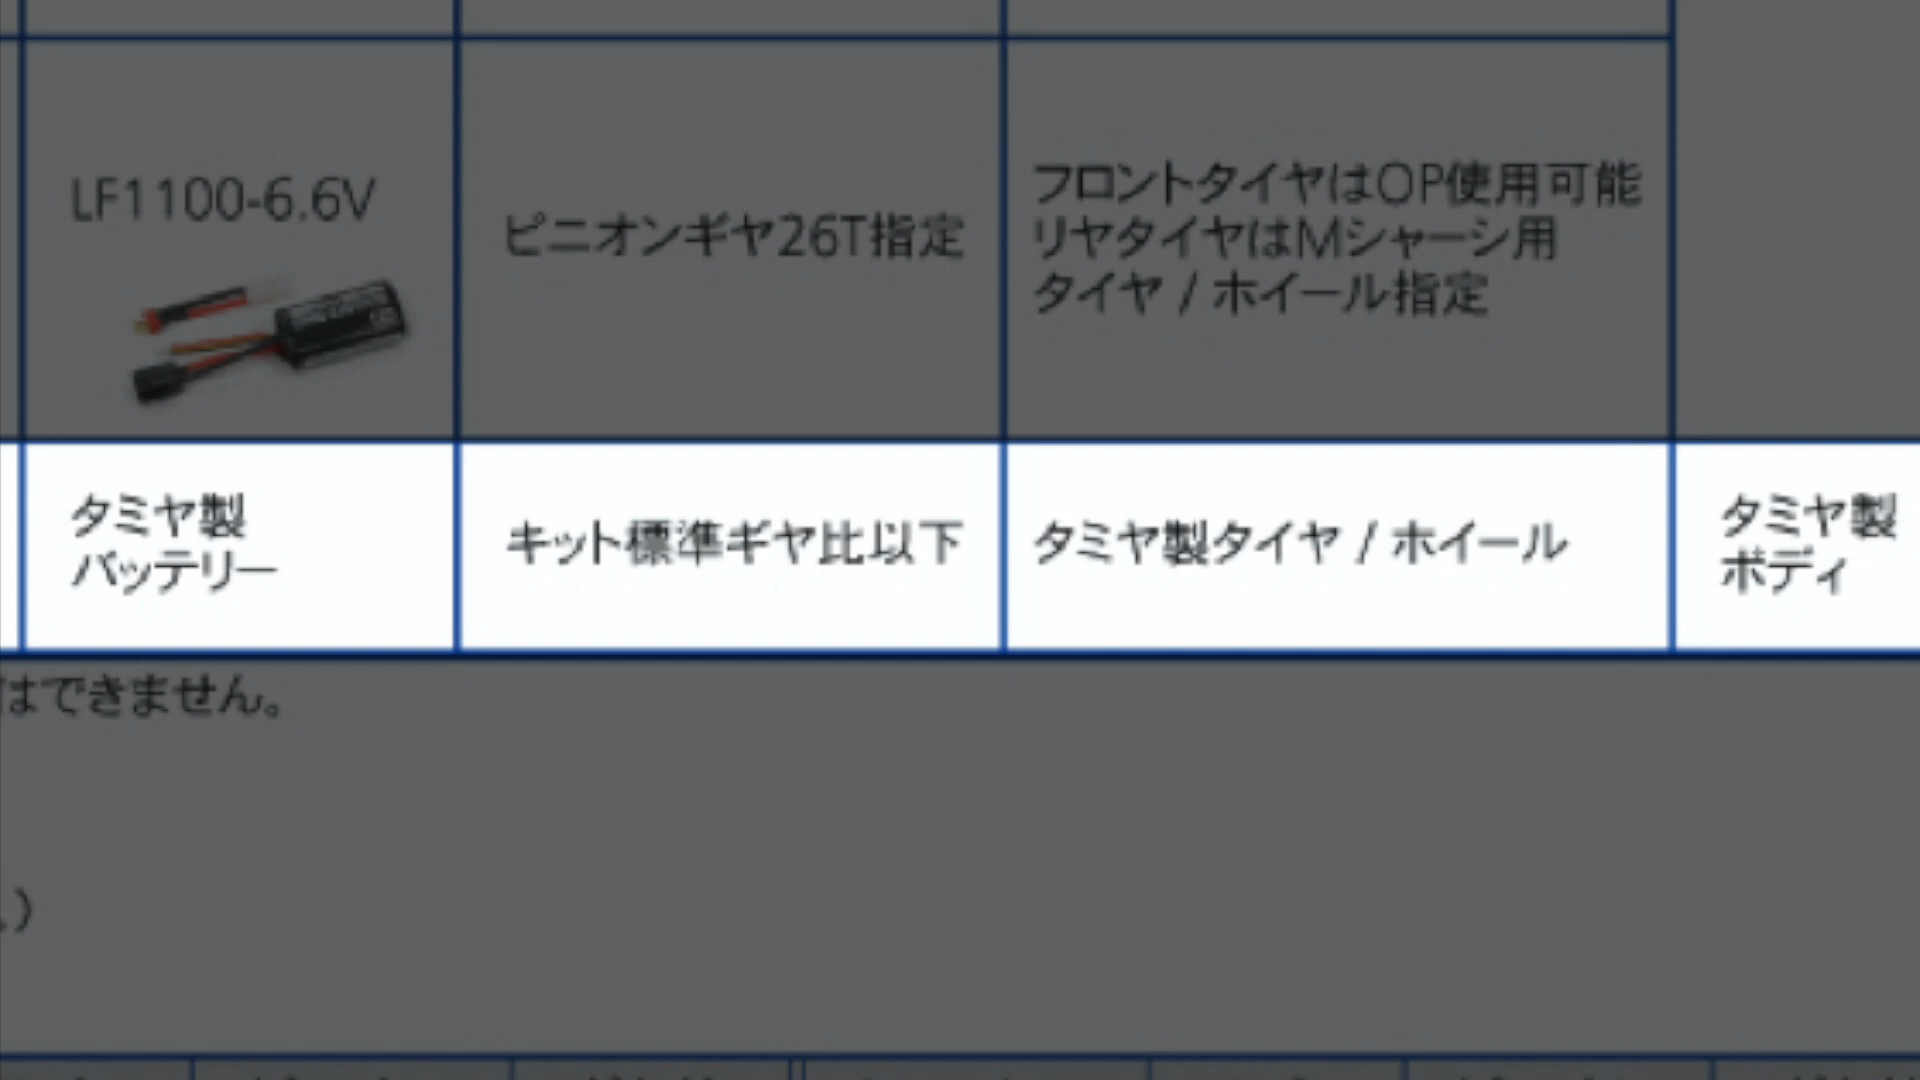 LF1100-6.6V
ピニオンギヤ26T指定
フロントタイヤはOP使用可能
リヤタイヤはMシャーシ用
タイヤ / ホイール指定
タミヤ製
バッテリー
キット標準ギヤ比以下
タミヤ製タイヤ / ホイール
タミヤ製
ボディ
はできません。
.）